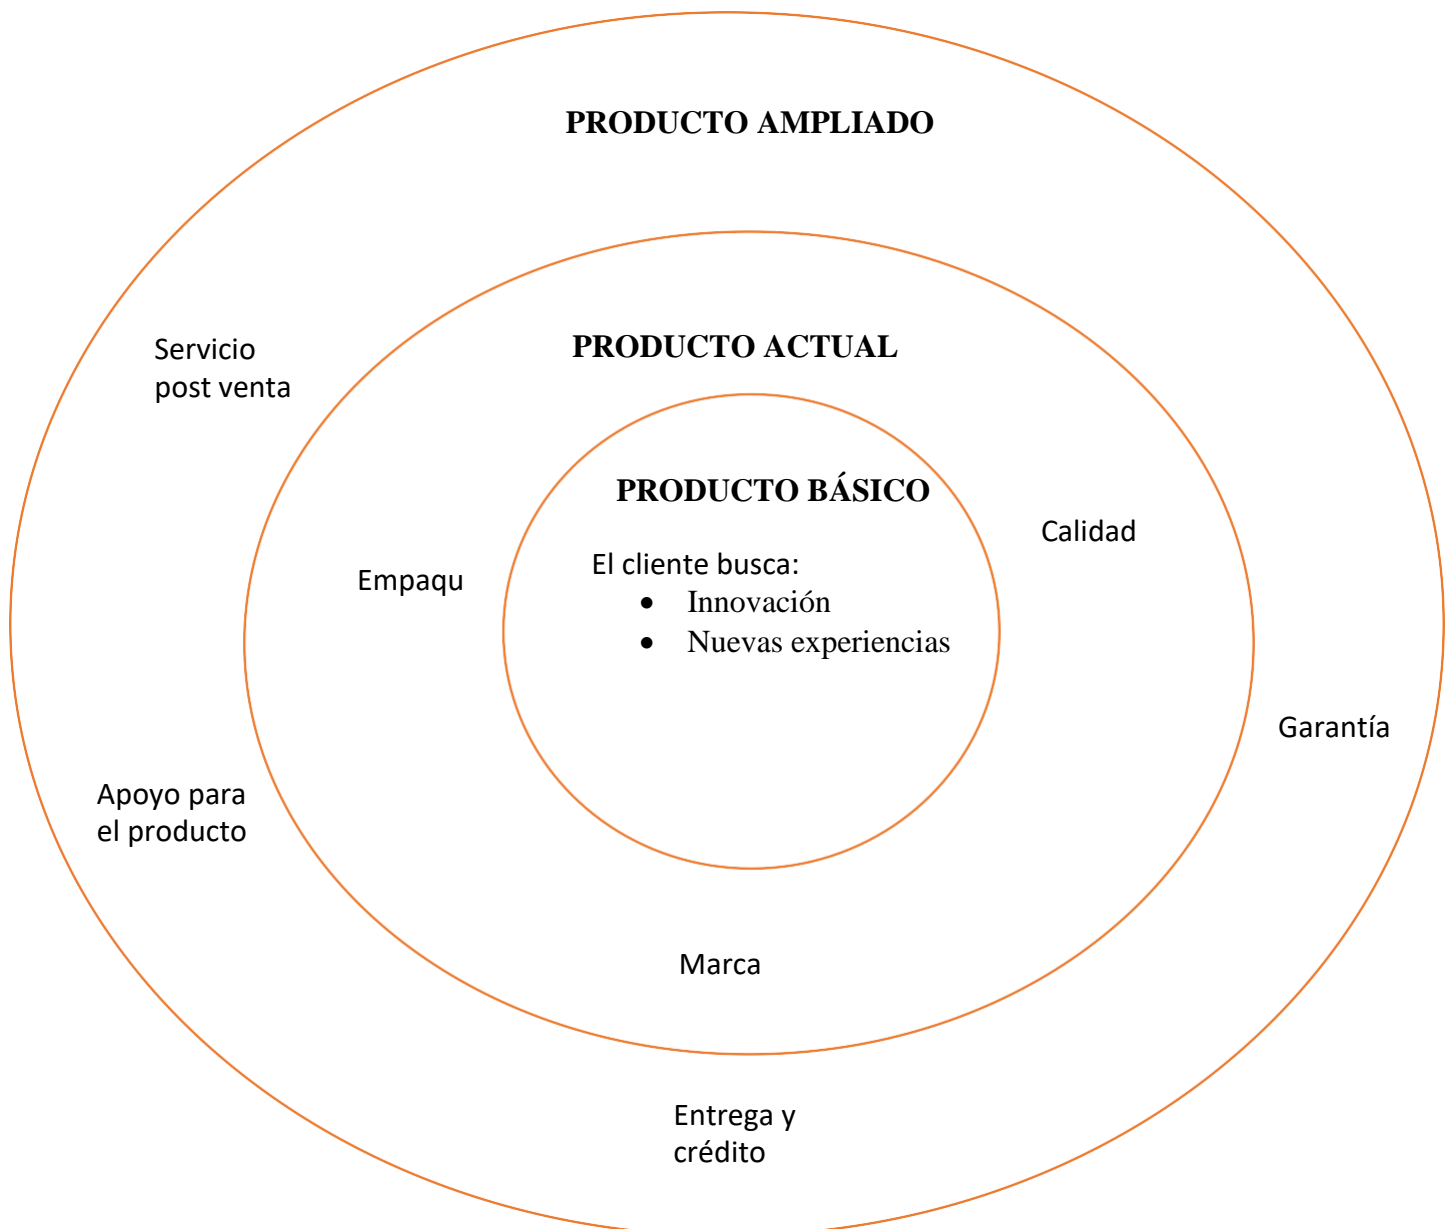 PRODUCTO AMPLIADO
Servicio
post venta
PRODUCTO ACTUAL
PRODUCTO BÁSICO
Calidad
El cliente busca:
Empaqu
• Innovación
• Nuevas experiencias
Garantía
Apoyo para
el producto
Marca
Entrega y
crédito